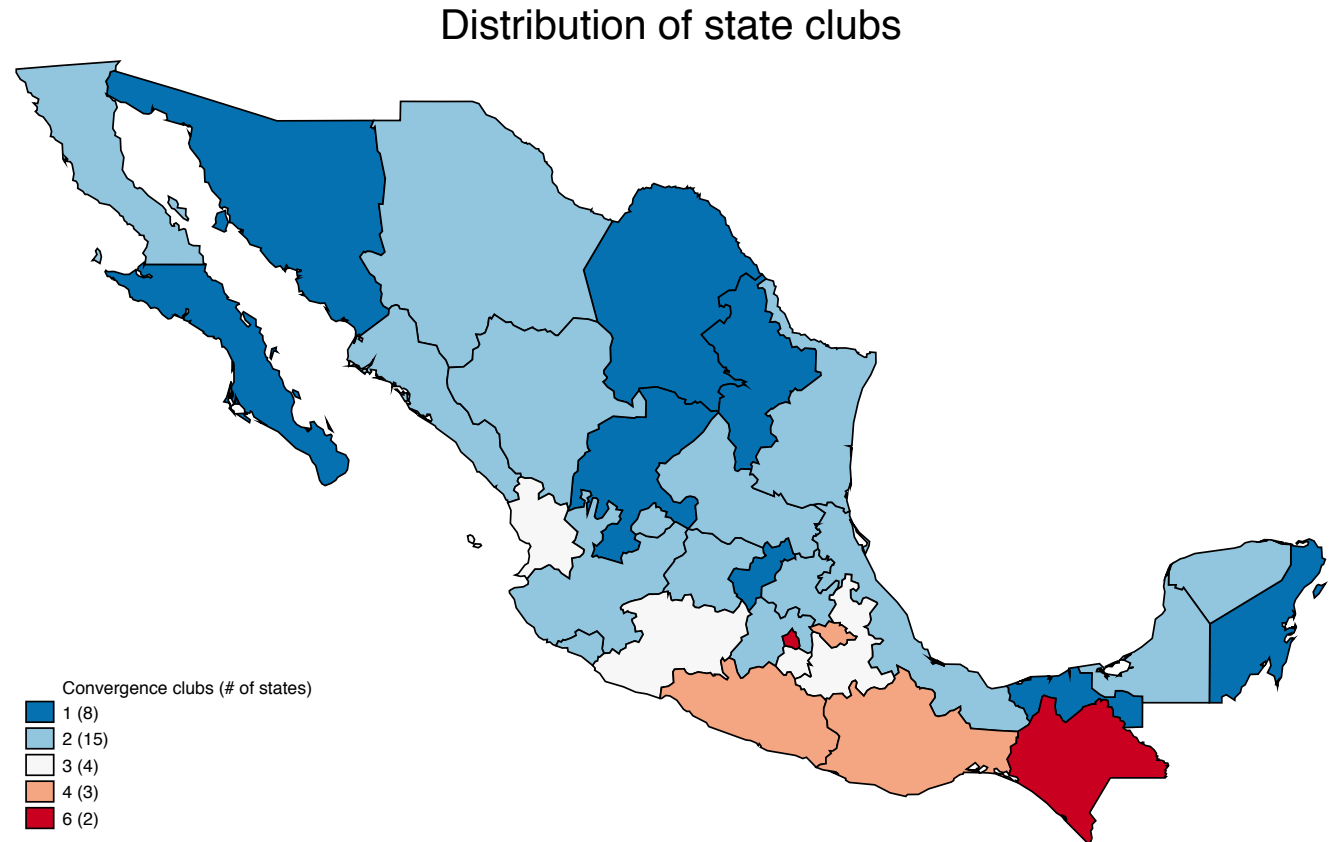 Distribution of state clubs
Convergence clubs (# of states)
1 (8)
2 (15)
3 (4)
4 (3)
6 (2)